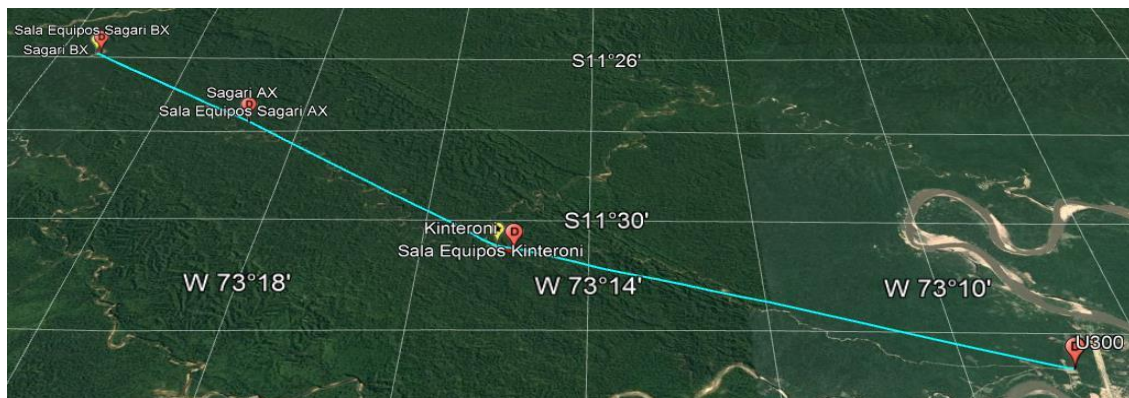 Sala Equipos Sagari BX
Sagari BX
S11°26'
Sagari AX
Sala Equipos Sagari AX
Kinteroni
S11°30'
Sala Equipos Kinteroni
W 73°18'
W 73°14'
W 73°10'
U300